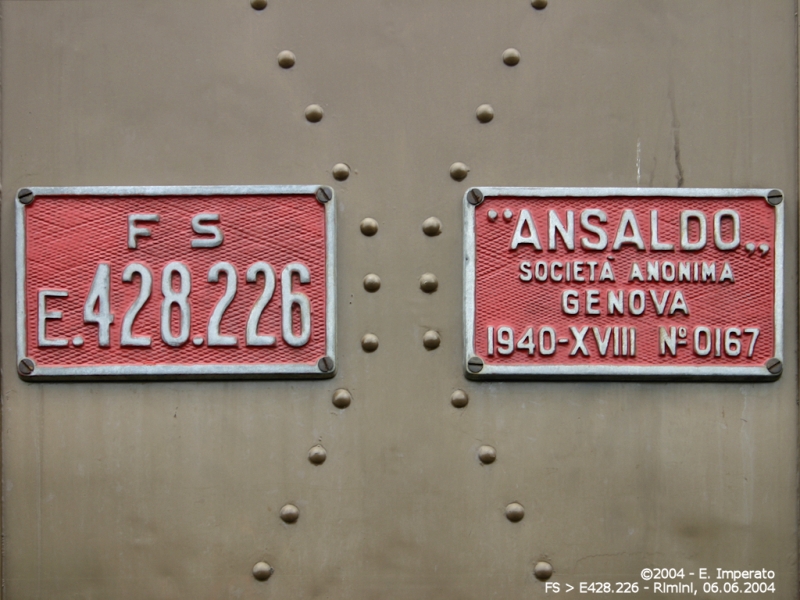 F S
E.428.226
"ANSALDO„
SOCIETÀ ANONIMA
GENOVA
1940-XVIII Nº 0167
©2004 - E. Imperato
FS > E428.226 - Rimini, 06.06.2004